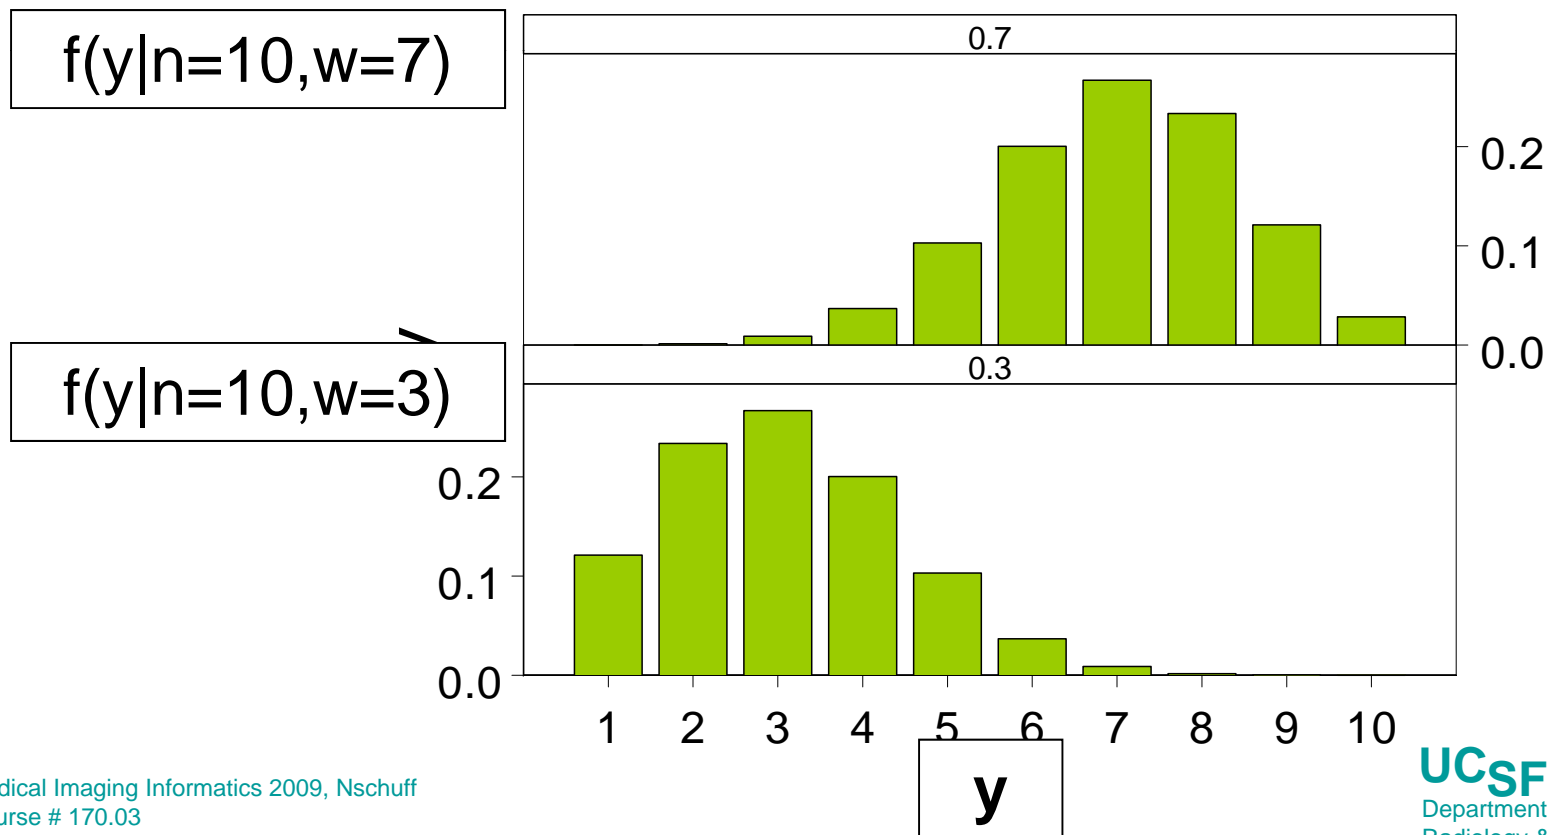 f(y|n=10,w=7)
0.7
0.2
0.1
0.0
f(y|n=10,w=3)
0.3
0.2
0.1
0.0
1 2 3 4 5 6 7 8 9 10
y
dical Imaging Informatics 2009, Nschuff
urse # 170.03
UCSF
Department
Radiology &